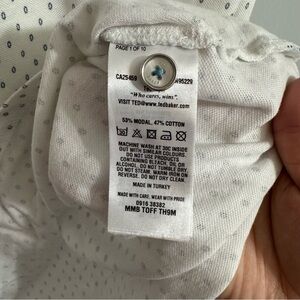 PAGE 1 OF 10
CA25459
"Who cares, wins."
VISIT TEDBAKER.COM
53% MODAL, 47% COTTON
MACHINE WASH AT 30C INSIDE
OUT WITH SIMILAR COLOURS.
DO NOT USE PRODUCTS
CONTAINING BLEACH, OIL OR
ALCOHOL. DO NOT TUMBLE DRY.
DO NOT STEAM. WARM IRON ON
REVERSE. DO NOT DRY CLEAN.
MADE IN TURKEY
MADE WITH CARE, WEAR WITH PRIDE
0916 38382
MMB TOFF TH9M